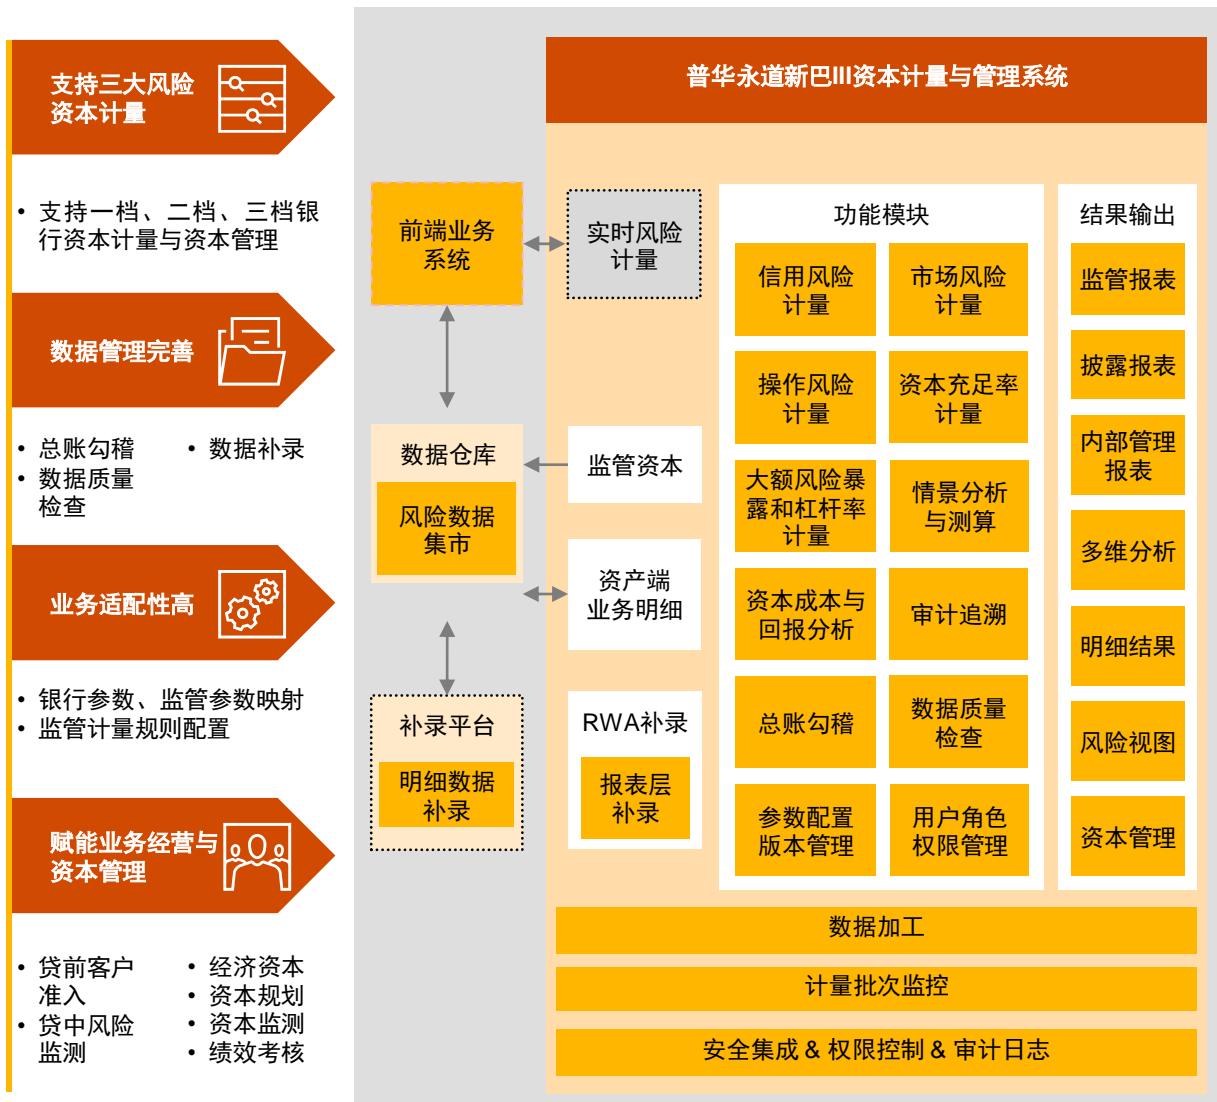 支持三大风险
资本计量
• 支持一档、二档、三档银
行资本计量与资本管理
数据管理完善
• 总账勾稽
• 数据质量
检查
• 数据补录
业务适配性高
• 银行参数、监管参数映射
• 监管计量规则配置
赋能业务经营与
资本管理
• 贷前客户
准入
• 贷中风险
监测
• 经济资本
• 资本规划
• 资本监测
• 绩效考核
普华永道新巴III资本计量与管理系统
前端业务
系统
数据仓库
风险数据
集市
补录平台
明细数据
补录
实时风险
计量
监管资本
资产端
业务明细
RWA补录
报表层
补录
功能模块
信用风险
计量
市场风险
计量
操作风险
计量
资本充足率
计量
大额风险暴
露和杠杆率
计量
情景分析
与测算
资本成本与
回报分析
审计追溯
总账勾稽
数据质量
检查
参数配置
版本管理
用户角色
权限管理
结果输出
监管报表
披露报表
内部管理
报表
多维分析
明细结果
风险视图
资本管理
数据加工
计量批次监控
安全集成 & 权限控制 & 审计日志